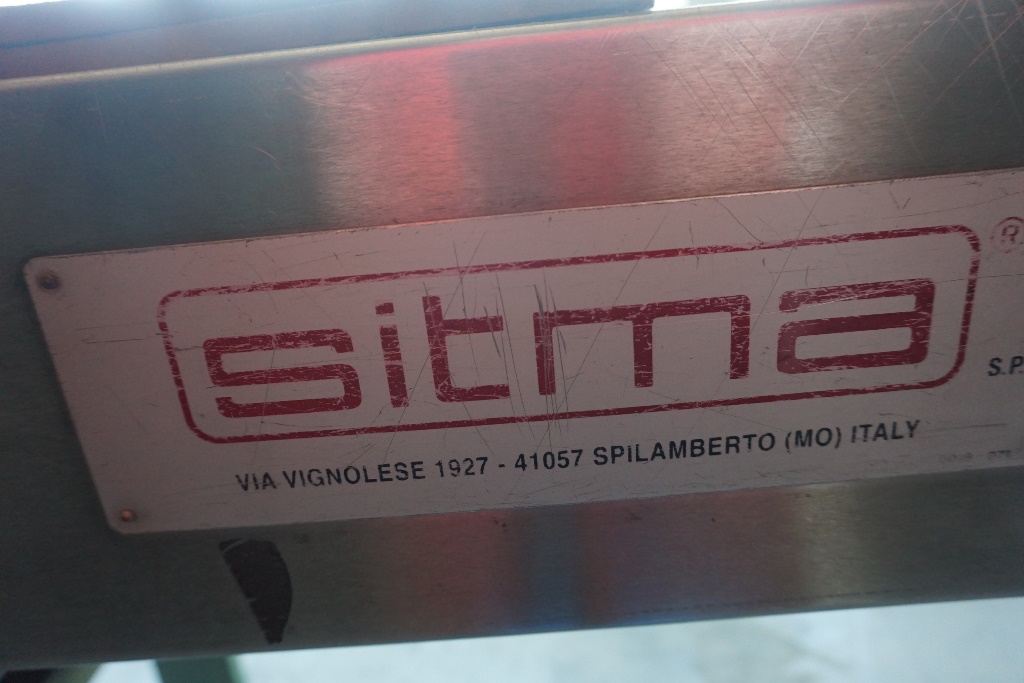 sitma ®
S.P.
VIA VIGNOLESE 1927 - 41057 SPILAMBERTO (MO) ITALY